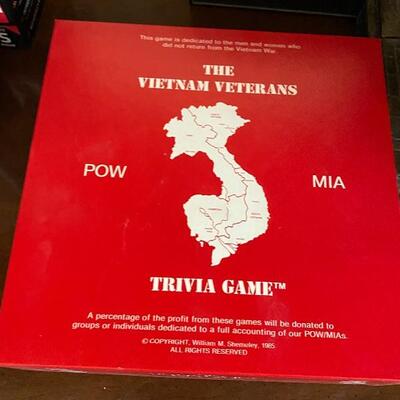 This game is dedicated to the men and women who
did not return from the Vietnam War.
THE
VIETNAM VETERANS
POW
MIA
TRIVIA GAME™
A percentage of the profit from these games will be donated to
groups or individuals dedicated to a full accounting of our POW/MIAs.
© COPYRIGHT, William M. Shemeley, 1985.
ALL RIGHTS RESERVED